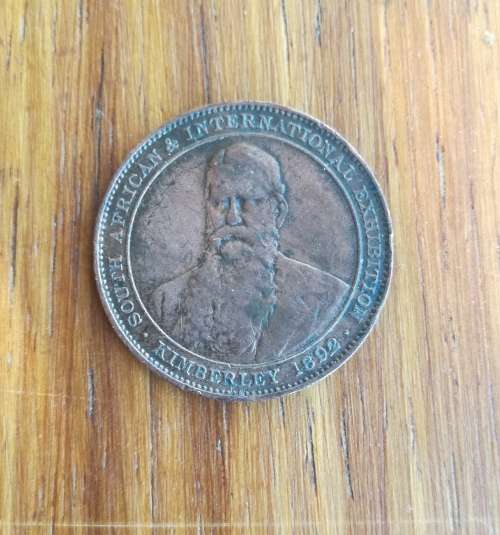 SOUTH AFRICAN & INTERNATIONAL EXHIBITION
· KIMBERLEY 1892 ·